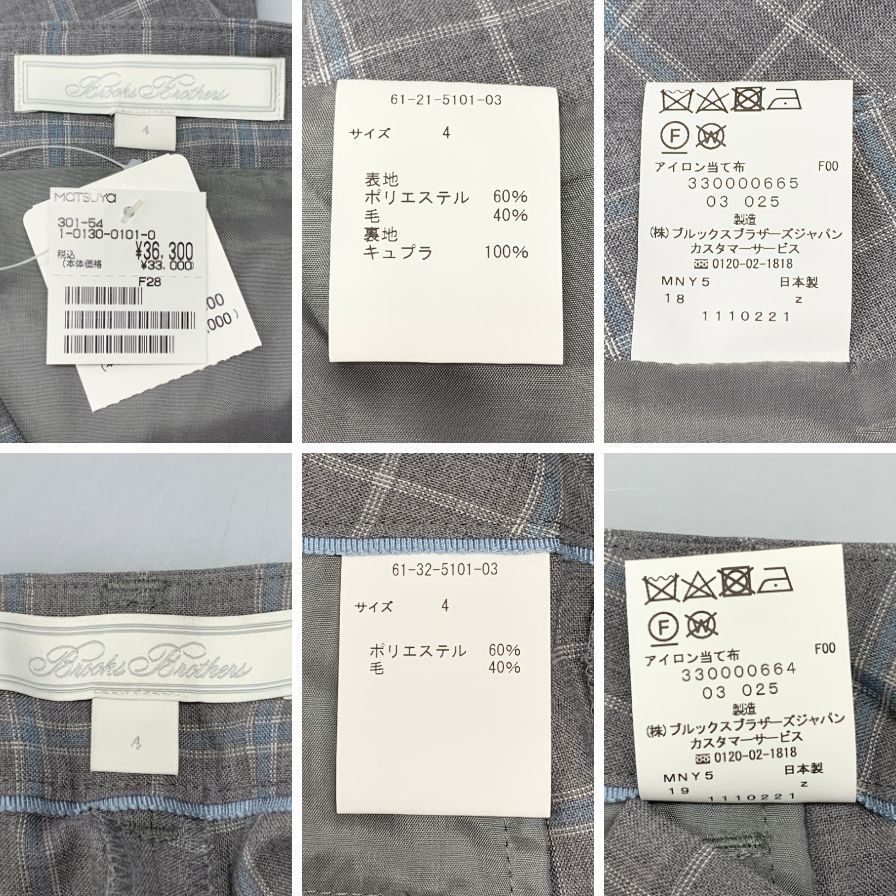 Brooks Brothers
4
MATSUYA
301-54
1-0130-0101-0
税込 ¥36,300
(本体価格 ¥33,000)
F28
00
,000)
61-21-5101-03
サイズ 4
表地
ポリエステル 60%
毛 40%
裏地
キュプラ 100%
F W
アイロン当て布 F00
330000665
03 025
製造
(株)ブルックスブラザーズジャパン
カスタマーサービス
0120-02-1818
MNY5 日本製
18 z
1110221
Brooks Brothers
4
61-32-5101-03
サイズ 4
ポリエステル 60%
毛 40%
F W
アイロン当て布 F00
330000664
03 025
製造
(株)ブルックスブラザーズジャパン
カスタマーサービス
0120-02-1818
MNY5 日本製
19 z
1110221